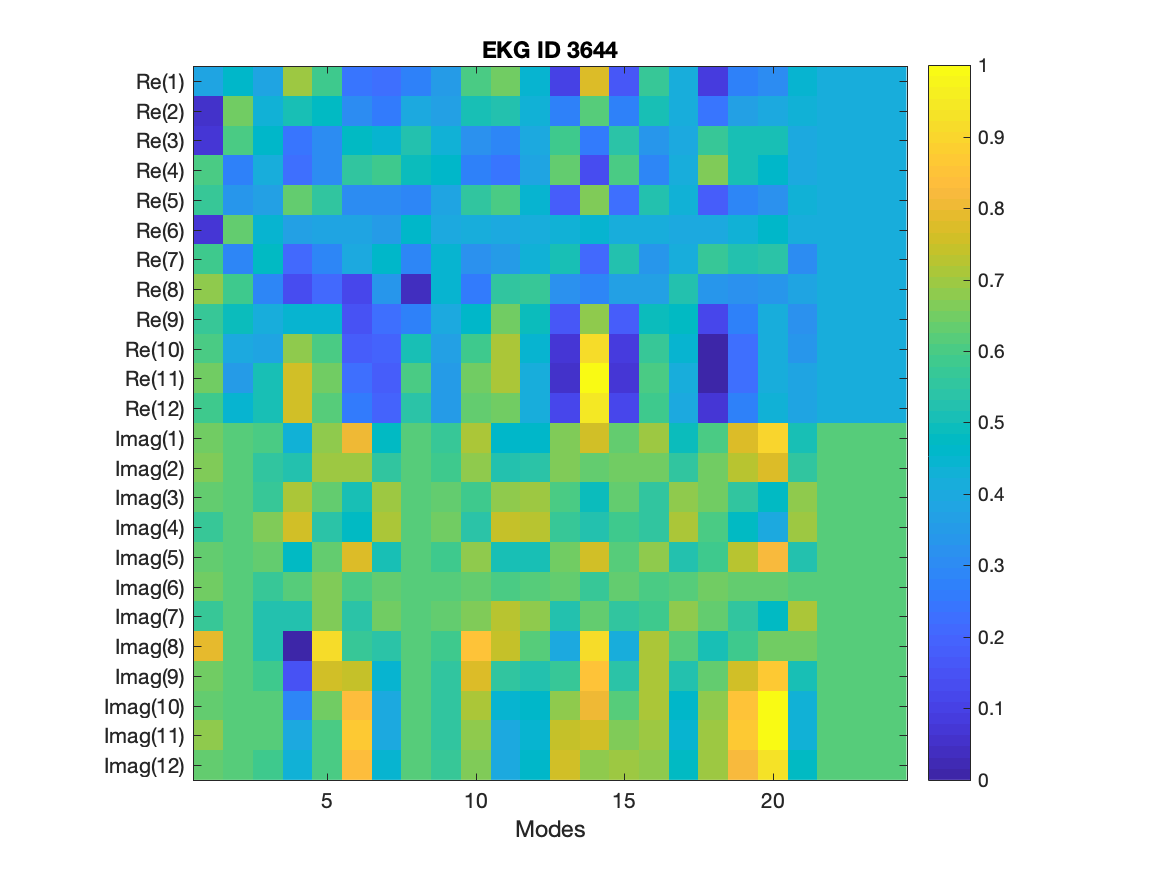 EKG ID 3644
Re(1)
Re(2)
Re(3)
Re(4)
Re(5)
Re(6)
Re(7)
Re(8)
Re(9)
Re(10)
Re(11)
Re(12)
Imag(1)
Imag(2)
Imag(3)
Imag(4)
Imag(5)
Imag(6)
Imag(7)
Imag(8)
Imag(9)
Imag(10)
Imag(11)
Imag(12)
5 10 15 20
Modes
1
0.9
0.8
0.7
0.6
0.5
0.4
0.3
0.2
0.1
0